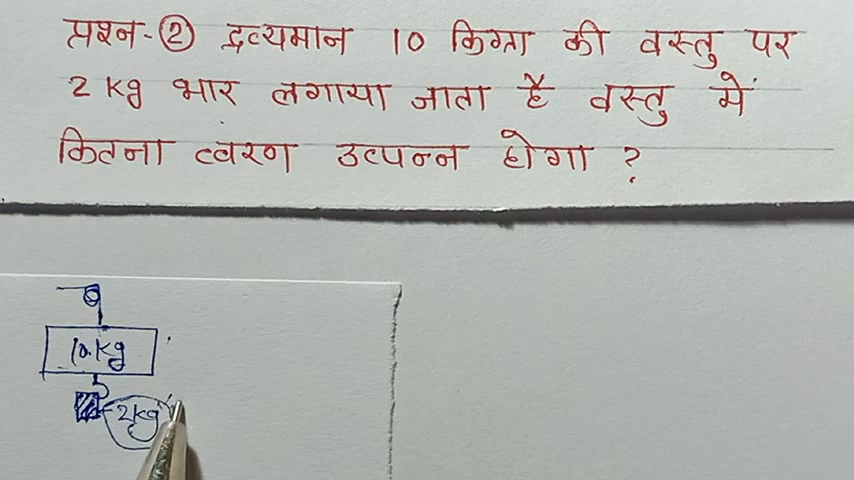 प्रश्न-② द्रव्यमान 10 किग्रा की वस्तु पर
2 kg भार लगाया जाता है वस्तु में
कितना त्वरण उत्पन्न होगा ?
10kg
2kg